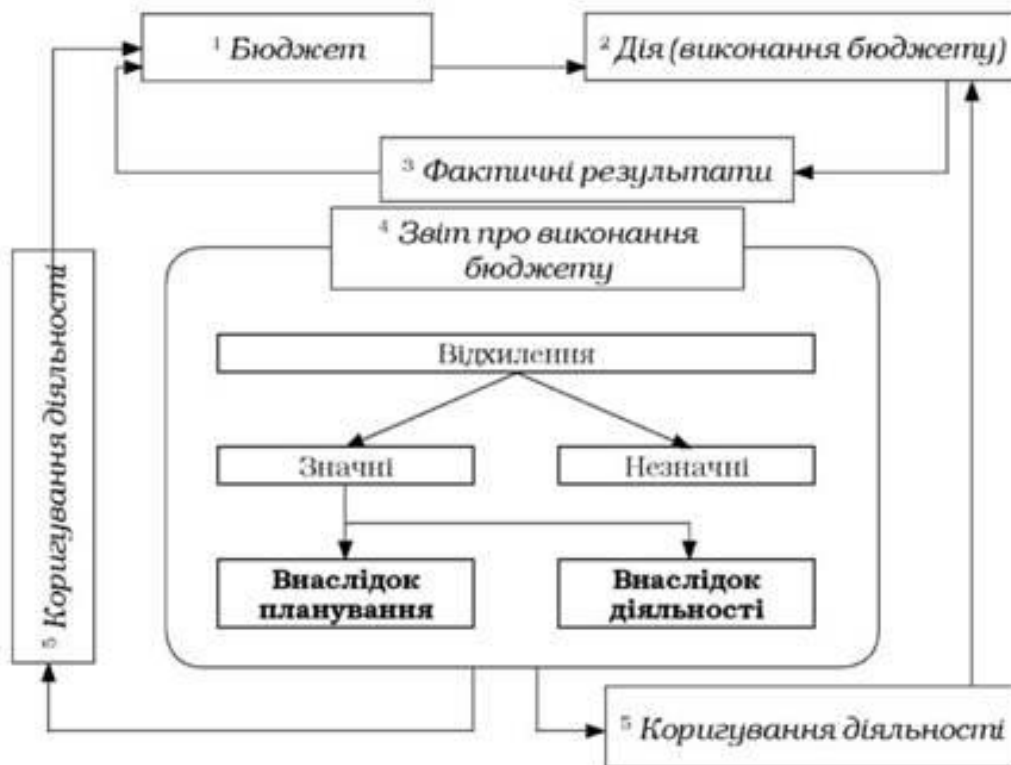 1 Бюджет
2 Дія (виконання бюджету)
3 Фактичні результати
4 Звіт про виконання
бюджету
Відхилення
Значні
Незначні
Внаслідок
планування
Внаслідок
діяльності
5 Коригування діяльності
5 Коригування діяльності